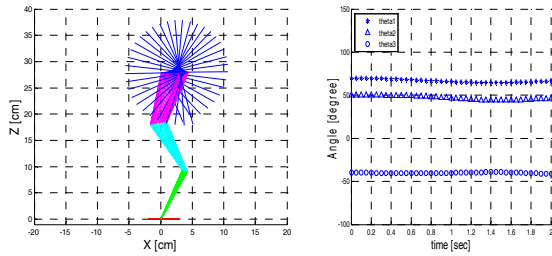 40
35
30
25
20
15
10
5
0
Z [cm]
-20 -15 -10 -5 0 5 10 15 20
X [cm]
150
100
50
0
-50
-100
Angle [degree]
theta1
theta2
theta3
0 0.2 0.4 0.6 0.8 1 1.2 1.4 1.6 1.8 2
time [sec]